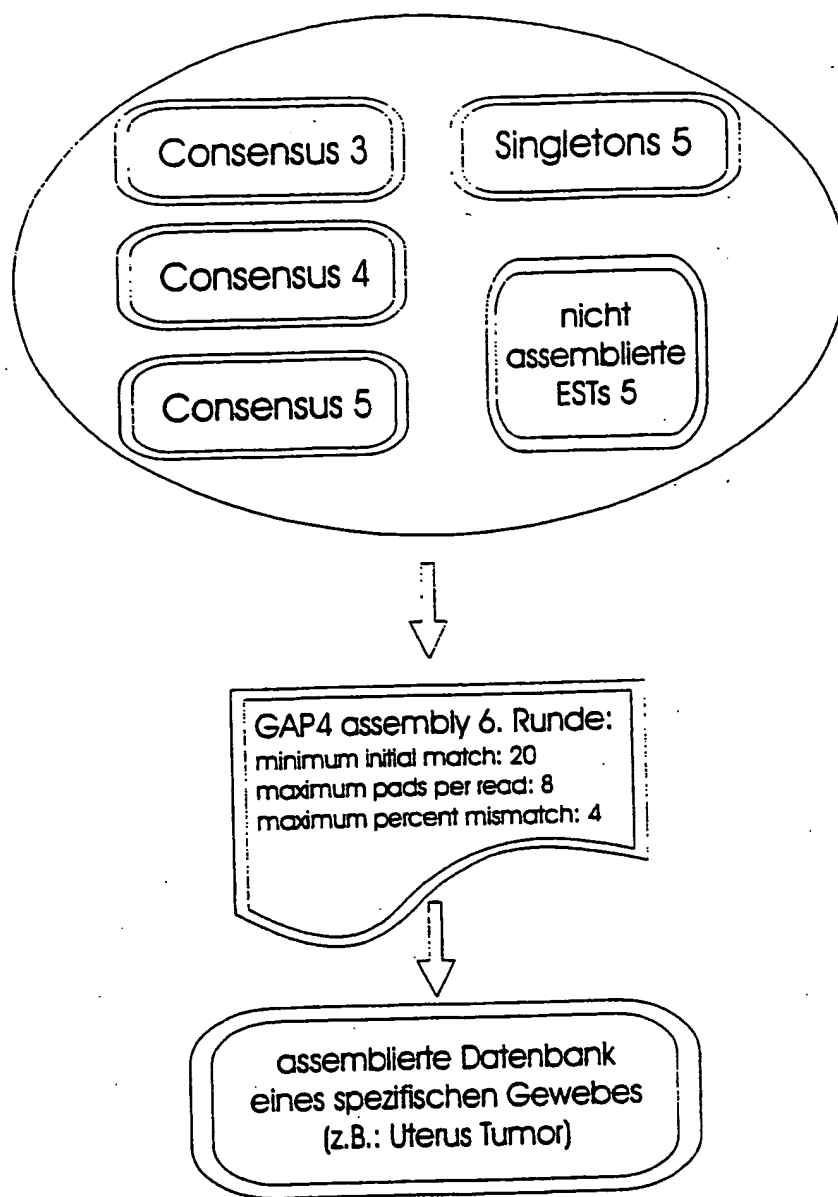 Consensus 3
Singletons 5
Consensus 4
nicht
assemblierte
ESTs 5
Consensus 5
GAP4 assembly 6. Runde:
minimum initial match: 20
maximum pads per read: 8
maximum percent mismatch: 4
assemblierte Datenbank
eines spezifischen Gewebes
(z.B.: Uterus Tumor)